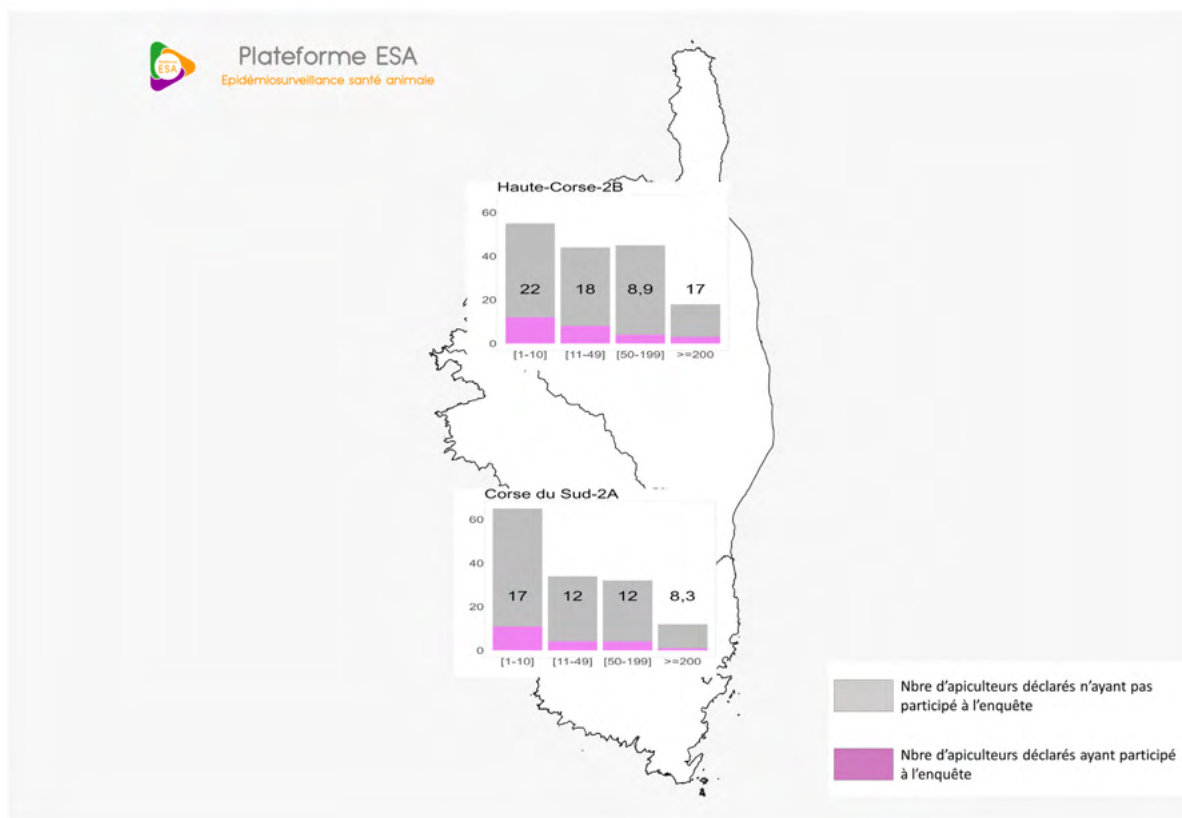 Plateforme ESA
Plateforme
ESA
Epidémiosurveillance santé animale
Haute-Corse-2B
60
40
20
0
22
18
8,9
17
[1-10]
[11-49]
[50-199]
>=200
Corse du Sud-2A
60
40
20
0
17
12
12
8,3
[1-10]
[11-49]
[50-199]
>=200
Nbre d'apiculteurs déclarés n'ayant pas
participé à l'enquête
Nbre d'apiculteurs déclarés ayant participé
à l'enquête